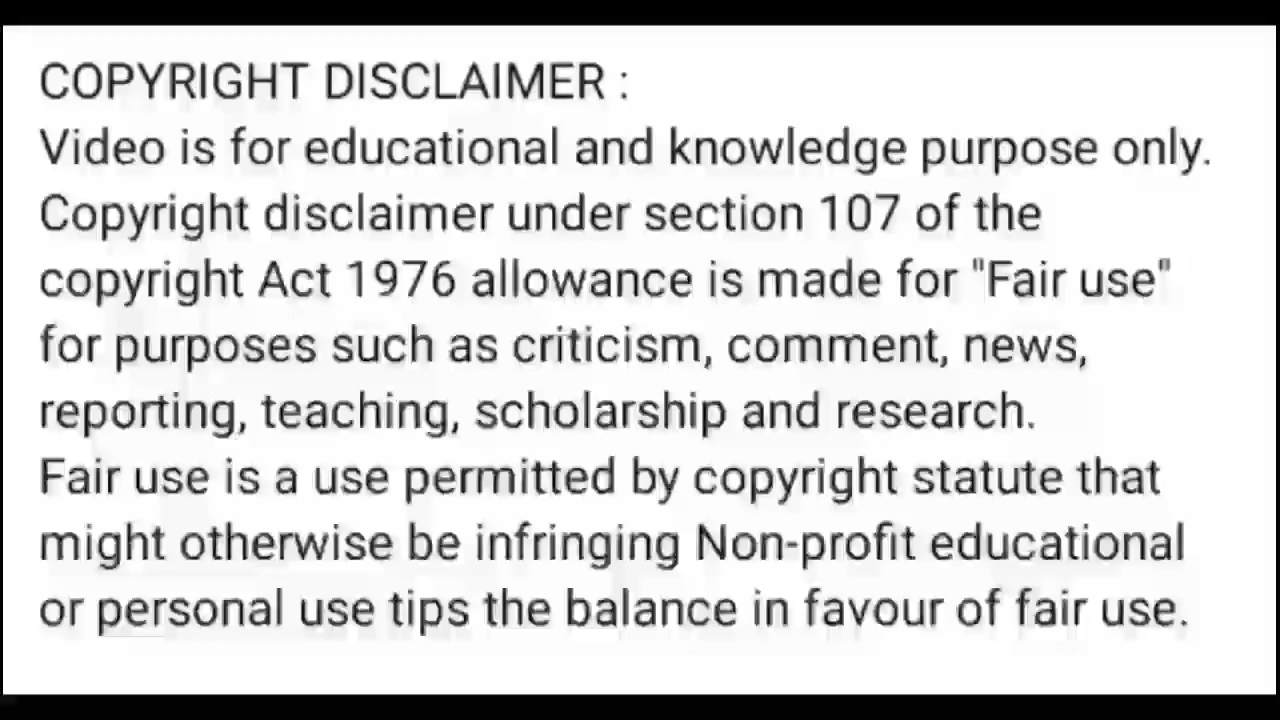 COPYRIGHT DISCLAIMER :
Video is for educational and knowledge purpose only.
Copyright disclaimer under section 107 of the
copyright Act 1976 allowance is made for "Fair use"
for purposes such as criticism, comment, news,
reporting, teaching, scholarship and research.
Fair use is a use permitted by copyright statute that
might otherwise be infringing Non-profit educational
or personal use tips the balance in favour of fair use.